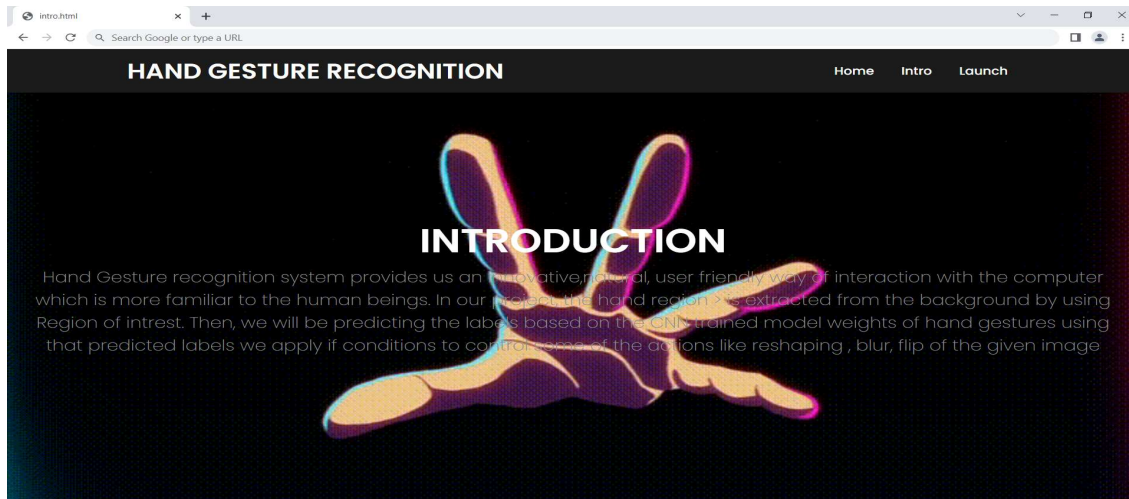 intro.html
Search Google or type a URL
HAND GESTURE RECOGNITION
Home Intro Launch
INTRODUCTION
Hand Gesture recognition system provides us an innovative,natural, user friendly way of interaction with the computer
which is more familiar to the human beings. In our project, the hand region > is extracted from the background by using
Region of intrest. Then, we will be predicting the labels based on the CNN trained model weights of hand gestures using
that predicted labels we apply if conditions to control some of the actions like reshaping , blur, flip of the given image